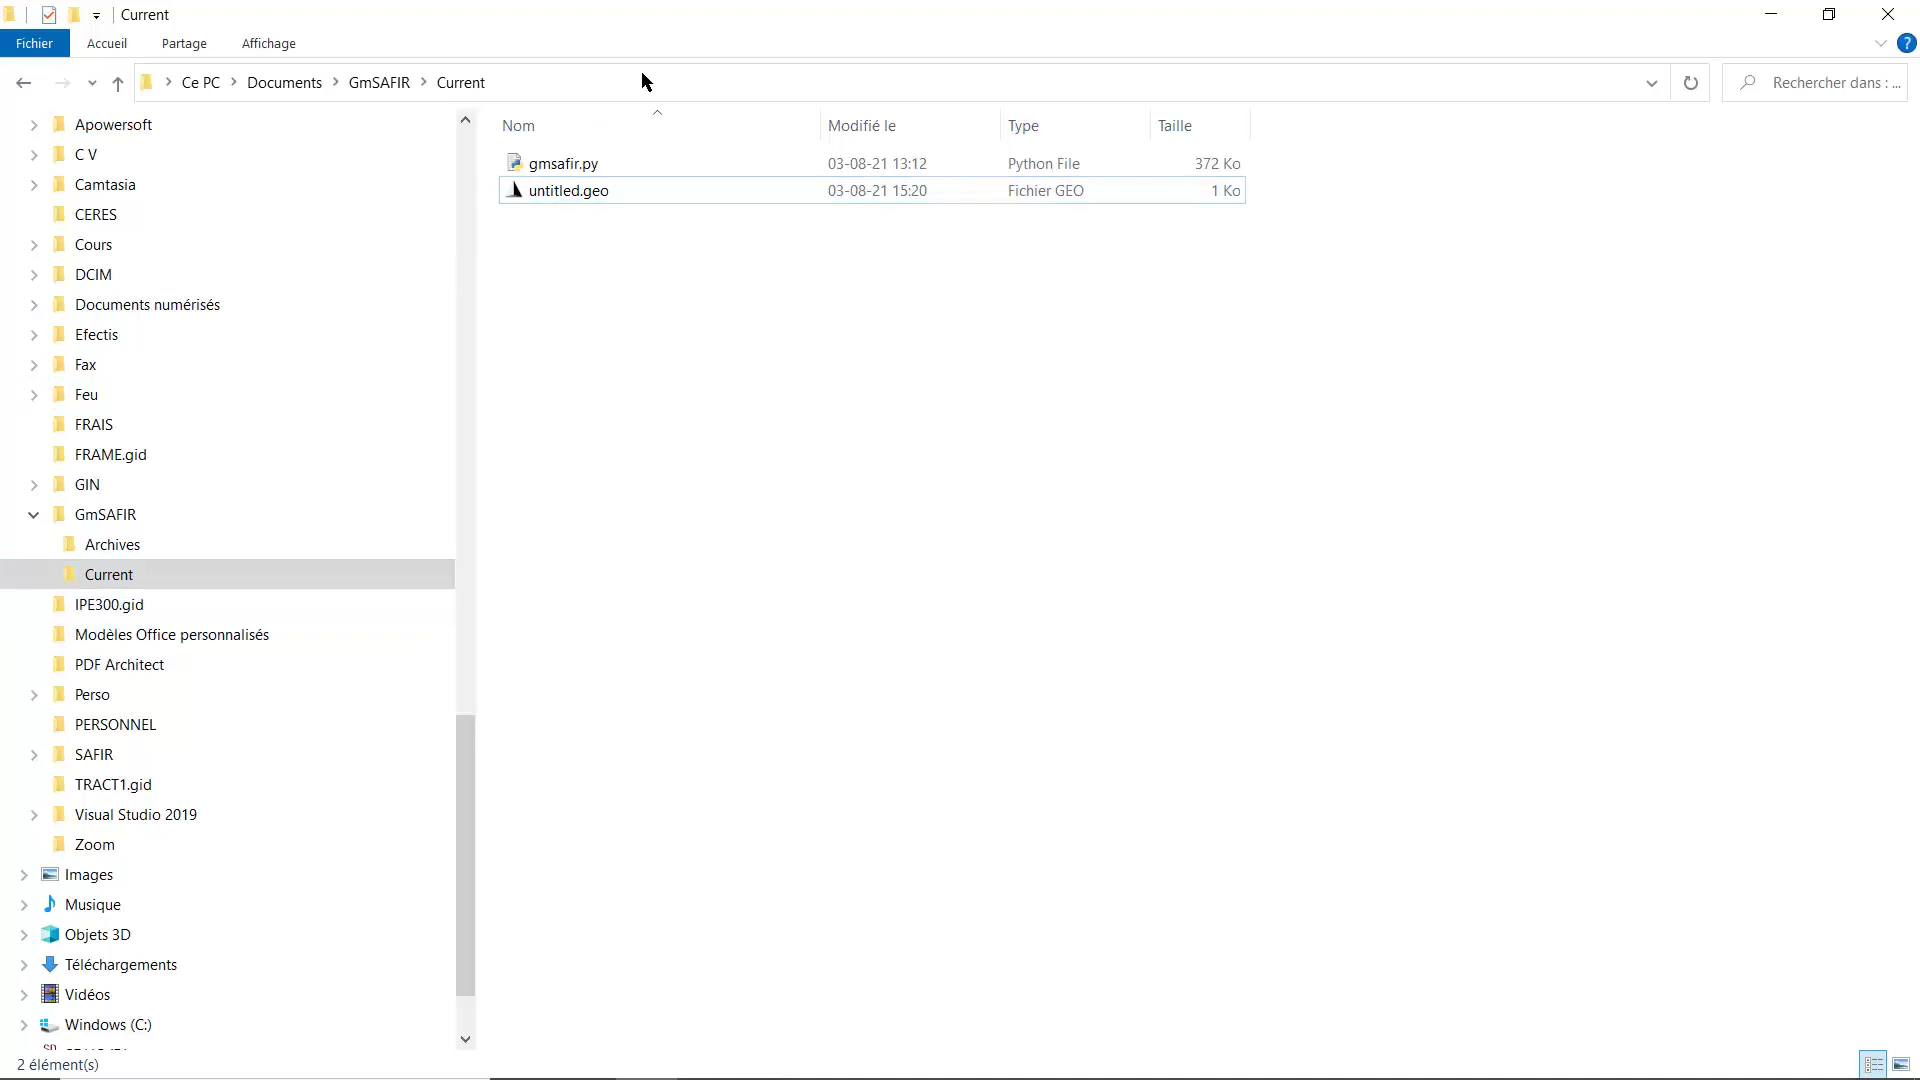 Current
Fichier
Accueil
Partage
Affichage
Ce PC
Documents
GmSAFIR
Current
Rechercher dans : ...
Nom
Modifié le
Type
Taille
gmsafir.py
03-08-21 13:12
Python File
372 Ko
untitled.geo
03-08-21 15:20
Fichier GEO
1 Ko
Apowersoft
C V
Camtasia
CERES
Cours
DCIM
Documents numérisés
Efectis
Fax
Feu
FRAIS
FRAME.gid
GIN
GmSAFIR
Archives
Current
IPE300.gid
Modèles Office personnalisés
PDF Architect
Perso
PERSONNEL
SAFIR
TRACT1.gid
Visual Studio 2019
Zoom
Images
Musique
Objets 3D
Téléchargements
Vidéos
Windows (C:)
2 élément(s)